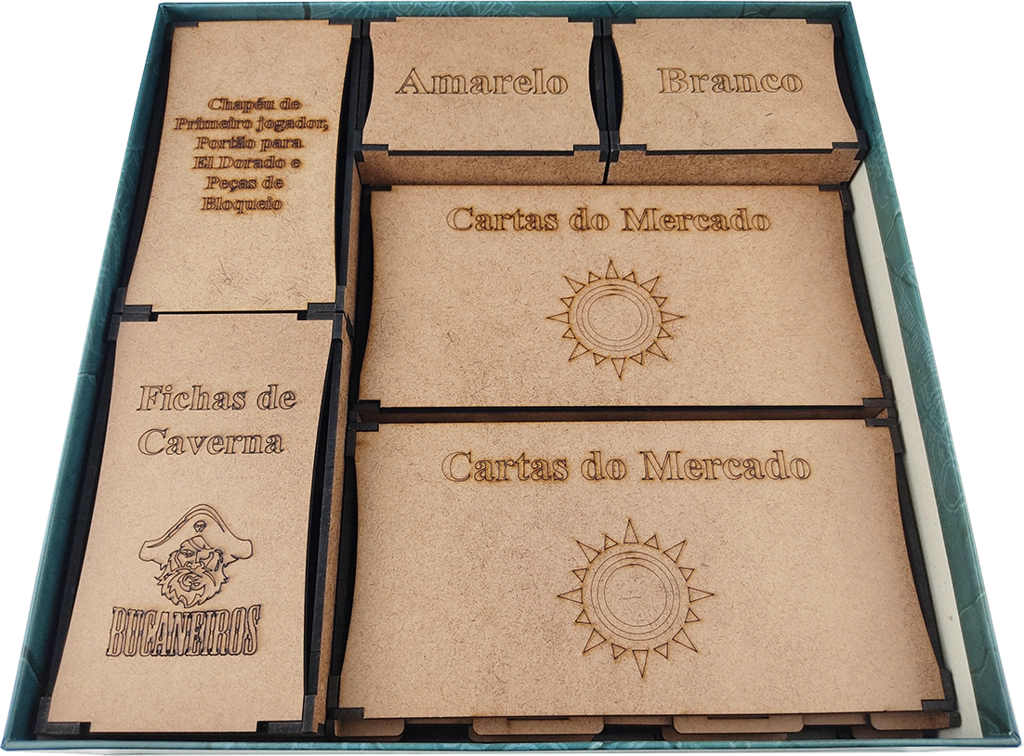 Chapéu de
Primeiro jogador,
Portão para
El Dorado e
Peças de
Bloqueio
Amarelo
Branco
Cartas do Mercado
Fichas de
Caverna
BUCANEIROS
Cartas do Mercado